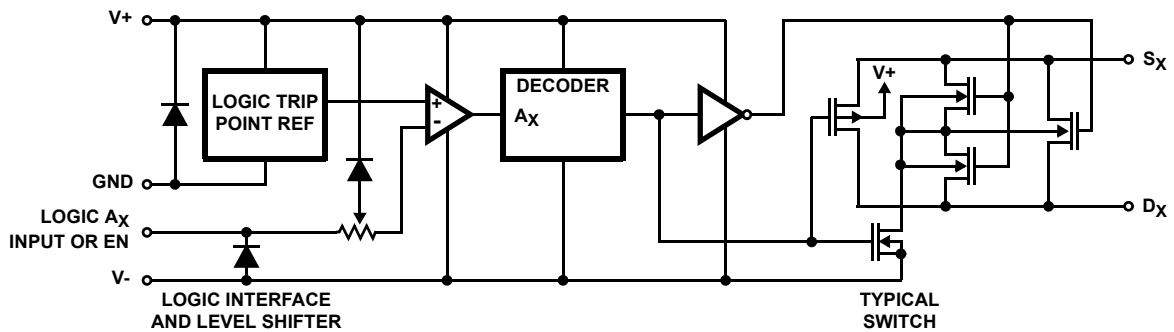 V+
LOGIC TRIP
POINT REF
+
-
DECODER
AX
V+
SX
GND
LOGIC AX
INPUT OR EN
DX
V-
LOGIC INTERFACE
AND LEVEL SHIFTER
TYPICAL
SWITCH